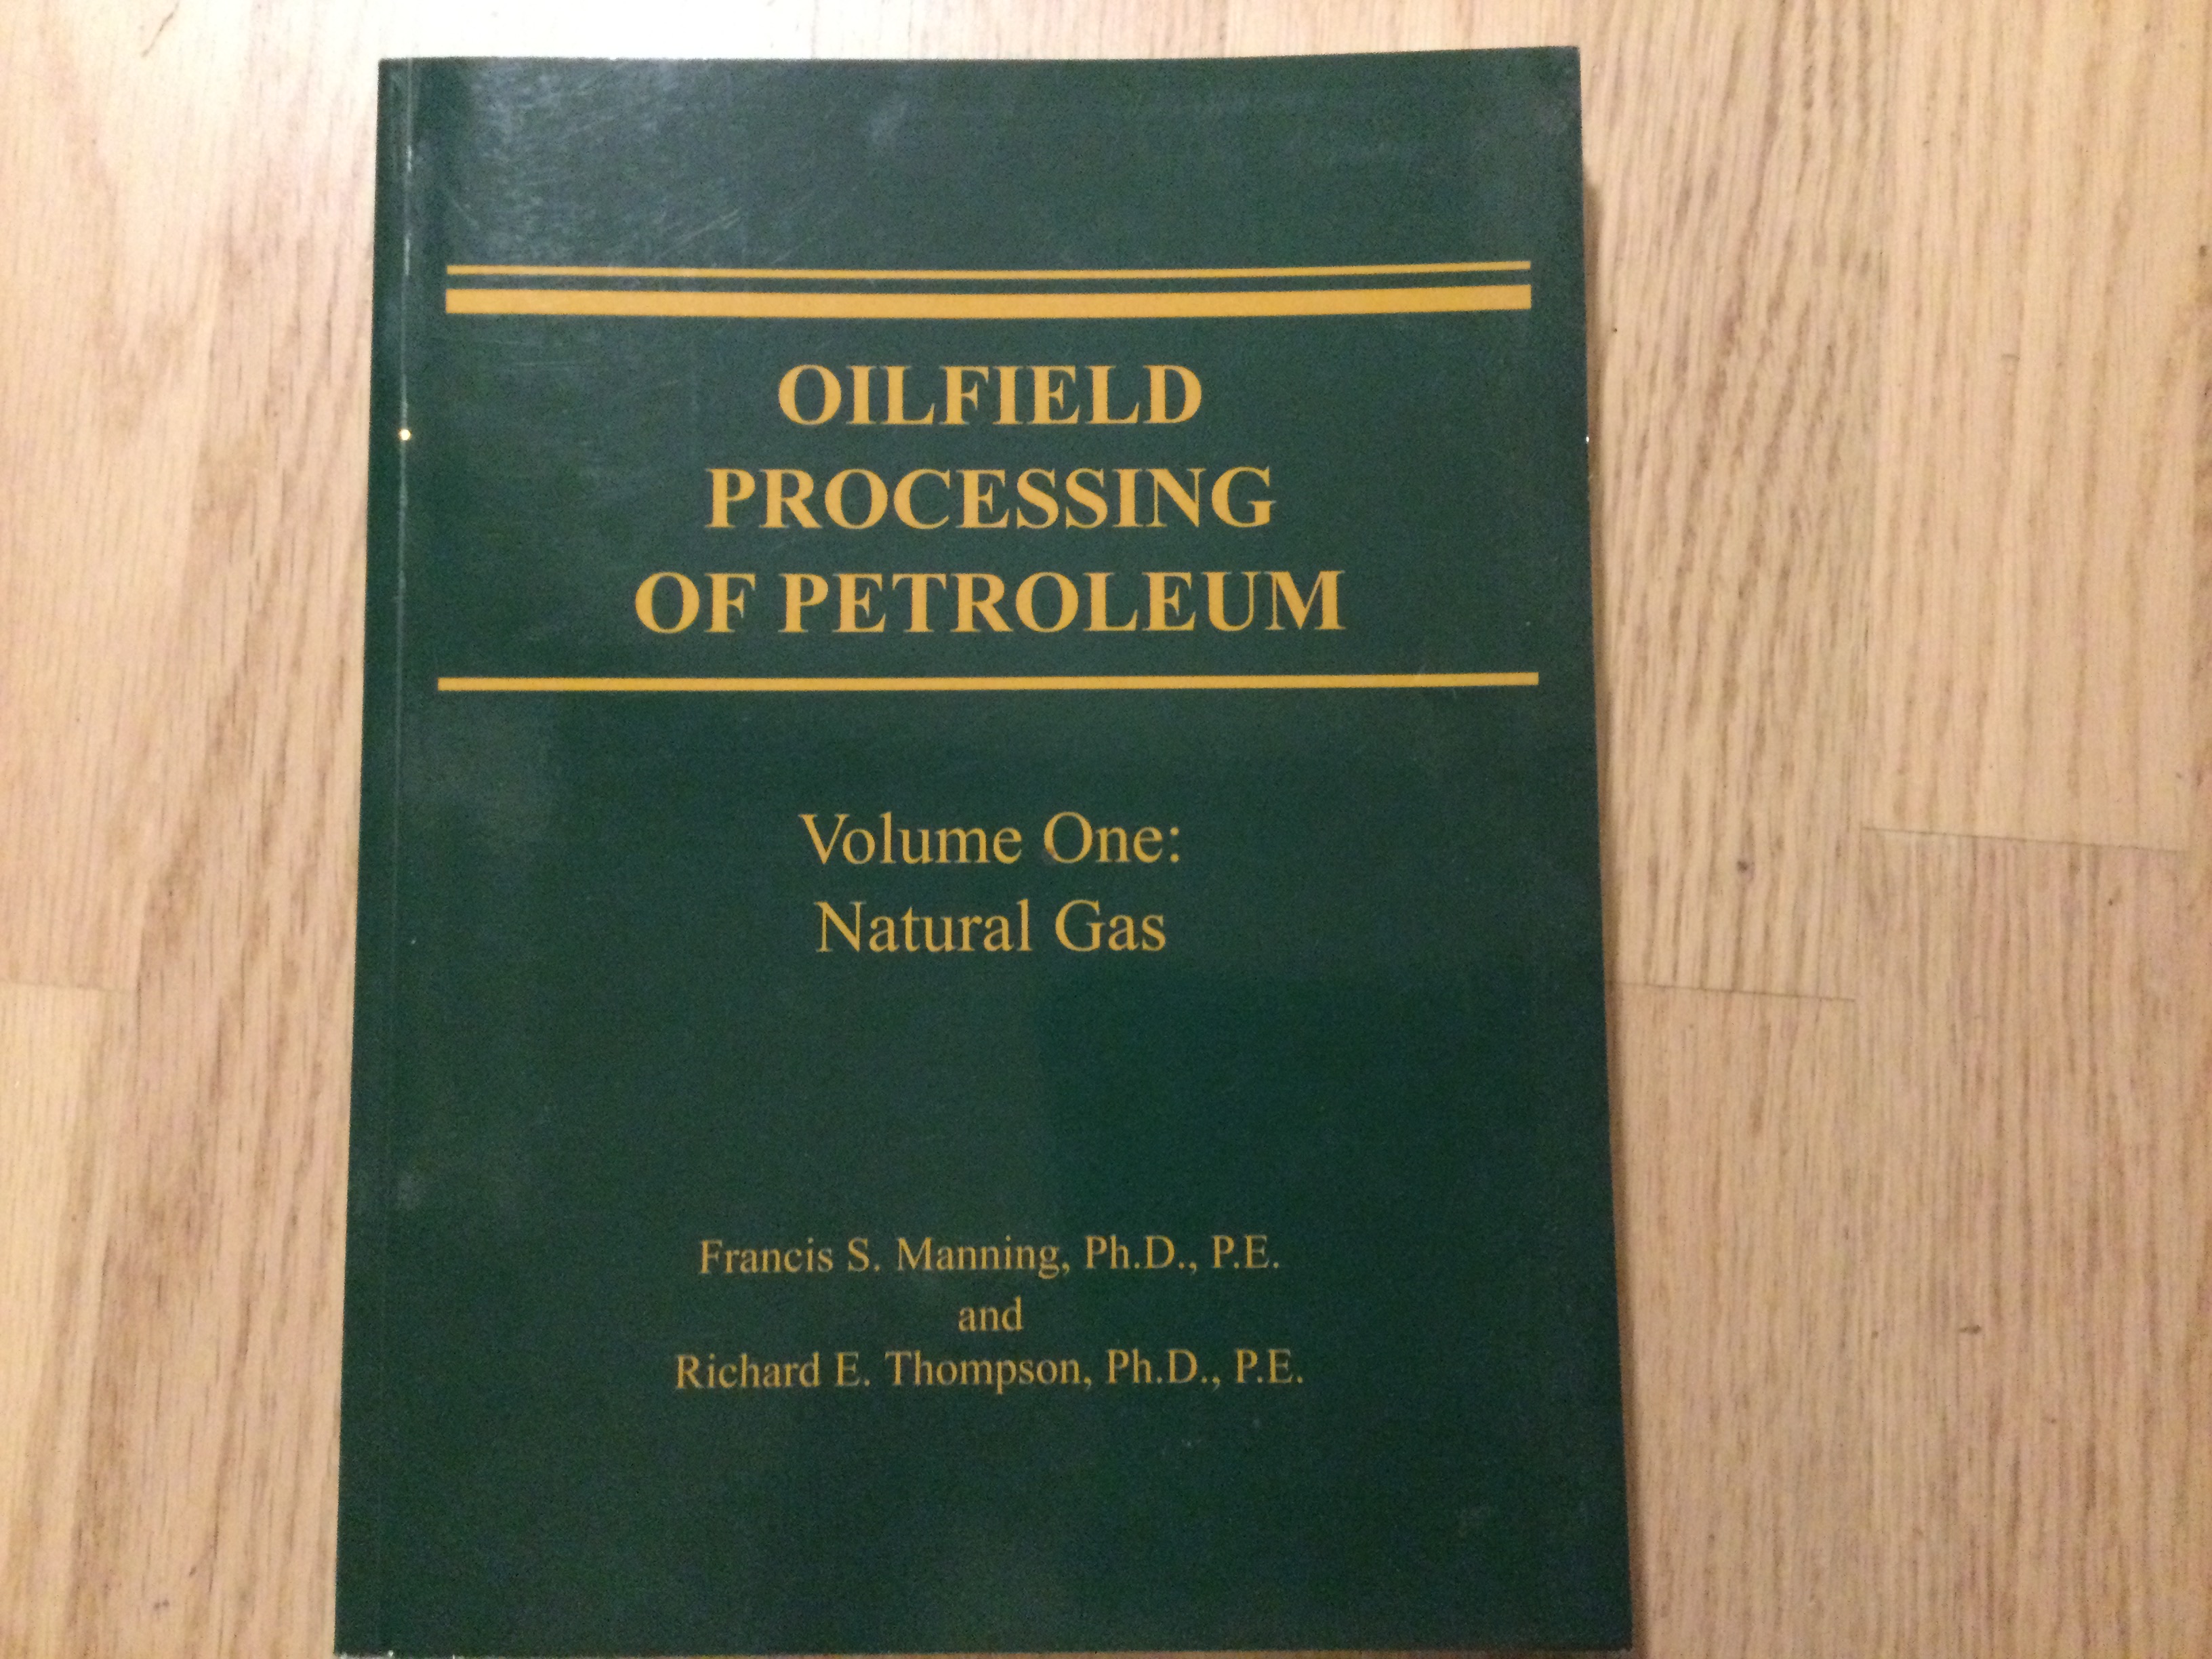 OILFIELD
PROCESSING
OF PETROLEUM
Volume One:
Natural Gas
Francis S. Manning, Ph.D., P.E.
and
Richard E. Thompson, Ph.D., P.E.